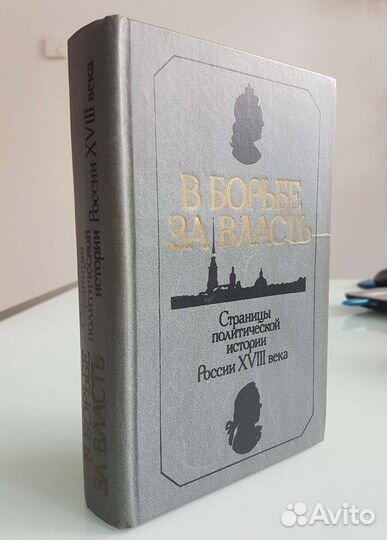 В БОРЬБЕ
ЗА ВЛАСТЬ
Страницы
политической
истории
России XVIII века
В БОРЬБЕ
ЗА ВЛАСТЬ
Страницы
политической
истории России XVIII века
Avito